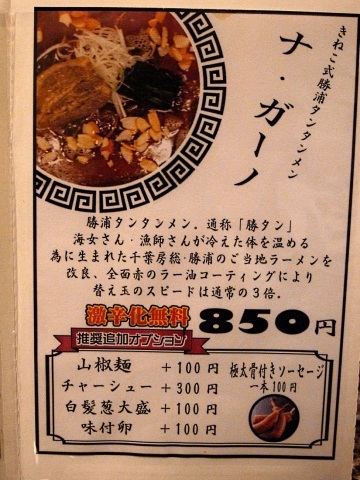 きねこ式勝浦タンタンメン
ナ・ガーノ
勝浦タンタンメン．通称「勝タン」
海女さん・漁師さんが冷えた体を温める
為に生まれた千葉房総・勝浦のご当地ラーメンを
改良、全面赤のラー油コーティングにより
替え玉のスピードは通常の３倍．
激辛化無料 850円
推奨追加オプション
山椒麺 ＋100円
チャーシュー ＋300円
白髪葱大盛 ＋100円
味付卵 ＋100円
極太骨付きソーセージ
一本100円